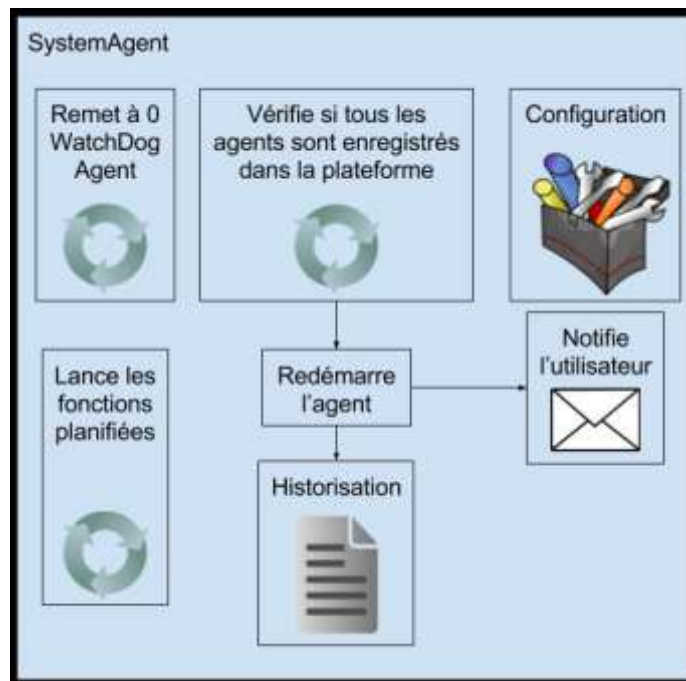 SystemAgent
Remet à 0
WatchDog
Agent
Vérifie si tous les
agents sont enregistrés
dans la plateforme
Configuration
Lance les
fonctions
planifiées
Redémarre
l'agent
Notifie
l'utilisateur
Historisation